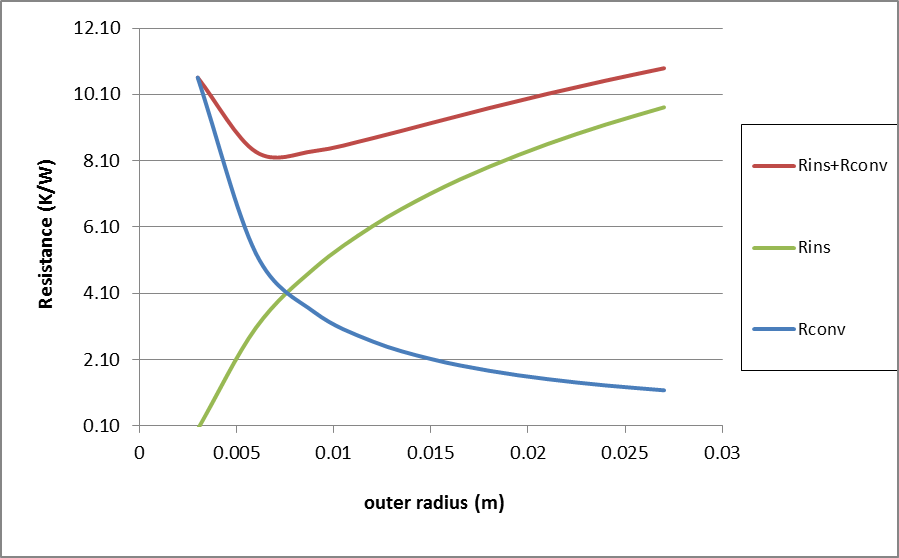 12.10
10.10
8.10
6.10
4.10
2.10
0.10
0 0.005 0.01 0.015 0.02 0.025 0.03
Resistance (K/W)
outer radius (m)
Rins+Rconv
Rins
Rconv